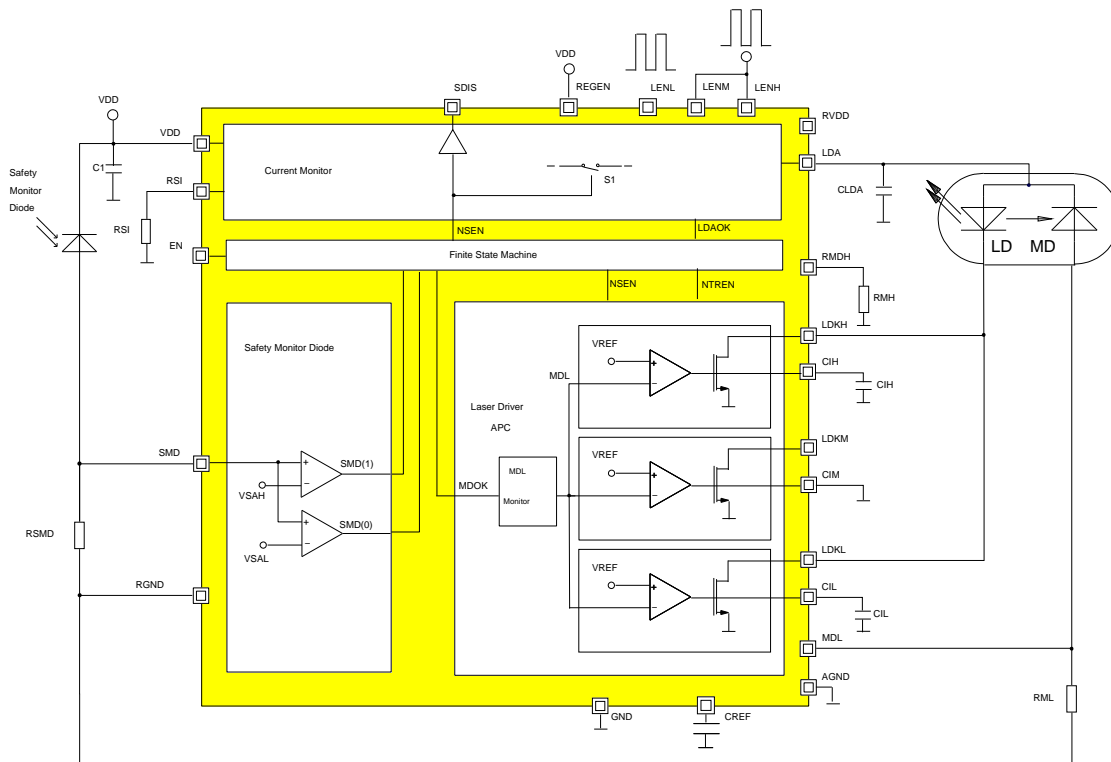 VDD
SDIS
REGEN
LENL
LENM
LENH
VDD
VDD
RVDD
LDA
C1
Safety
Monitor
Diode
Current Monitor
S1
CLDA
RSI
RSI
EN
NSEN
LDAOK
LD
MD
Finite State Machine
RMDH
RMH
NSEN
NTREN
LDKH
Safety Monitor Diode
VREF
+
−
MDL
CIH
CIH
Laser Driver
APC
LDKM
SMD
+
−
SMD(1)
VSAH
VREF
+
−
MDL
Monitor
MDOK
CIM
RSMD
+
−
SMD(0)
VSAL
LDKL
RGND
VREF
+
−
CIL
CIL
MDL
AGND
RML
GND
CREF